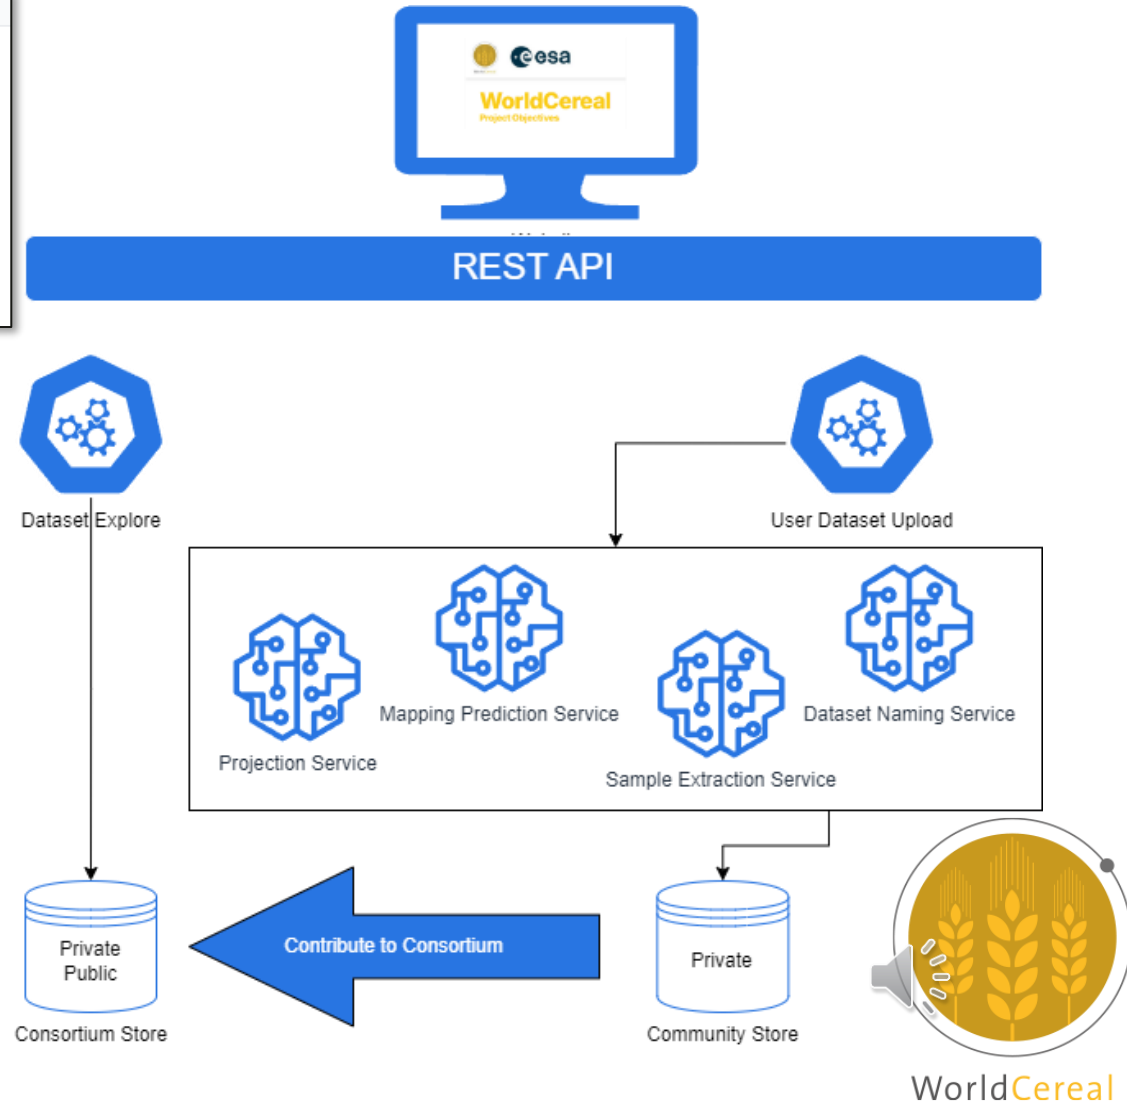 esa
WorldCereal
Project Objectives
REST API
Dataset Explore
User Dataset Upload
Mapping Prediction Service
Dataset Naming Service
Projection Service
Sample Extraction Service
Private
Public
Contribute to Consortium
Private
Consortium Store
Community Store
WorldCereal